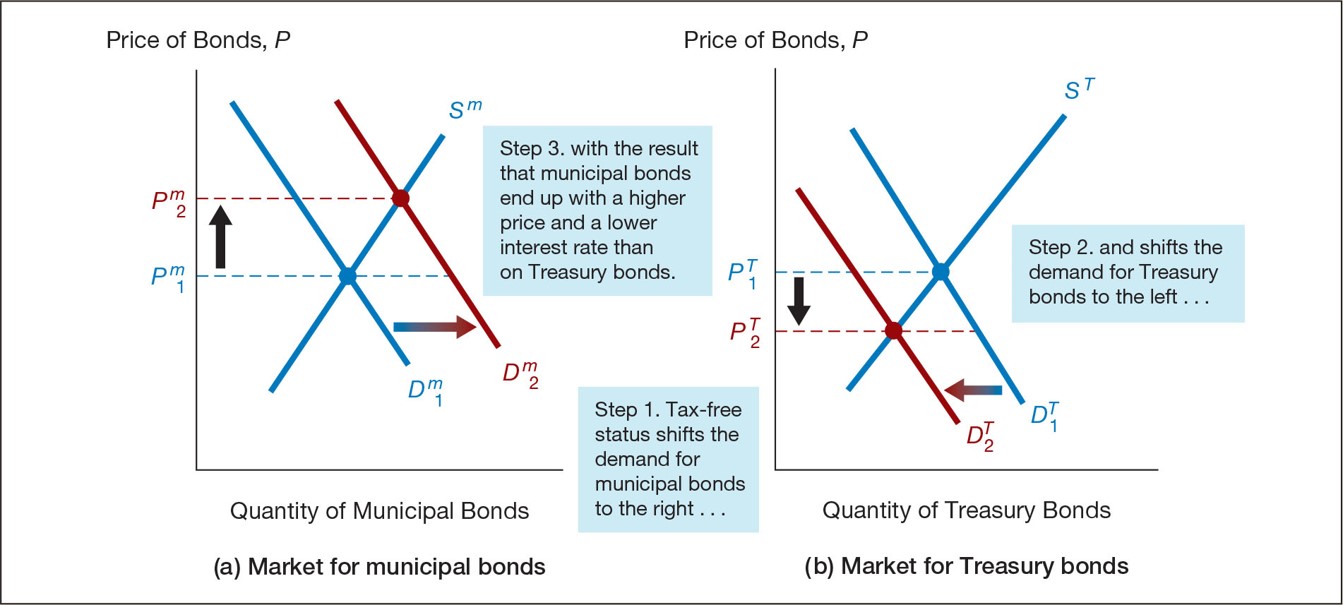 Price of Bonds, P
S^m
P^m_2
P^m_1
D^m_1
D^m_2
Step 3. with the result
that municipal bonds
end up with a higher
price and a lower
interest rate than
on Treasury bonds.
Step 1. Tax-free
status shifts the
demand for
municipal bonds
to the right . . .
Quantity of Municipal Bonds
(a) Market for municipal bonds
Price of Bonds, P
S^T
P^T_1
P^T_2
D^T_1
D^T_2
Step 2. and shifts the
demand for Treasury
bonds to the left . . .
Quantity of Treasury Bonds
(b) Market for Treasury bonds